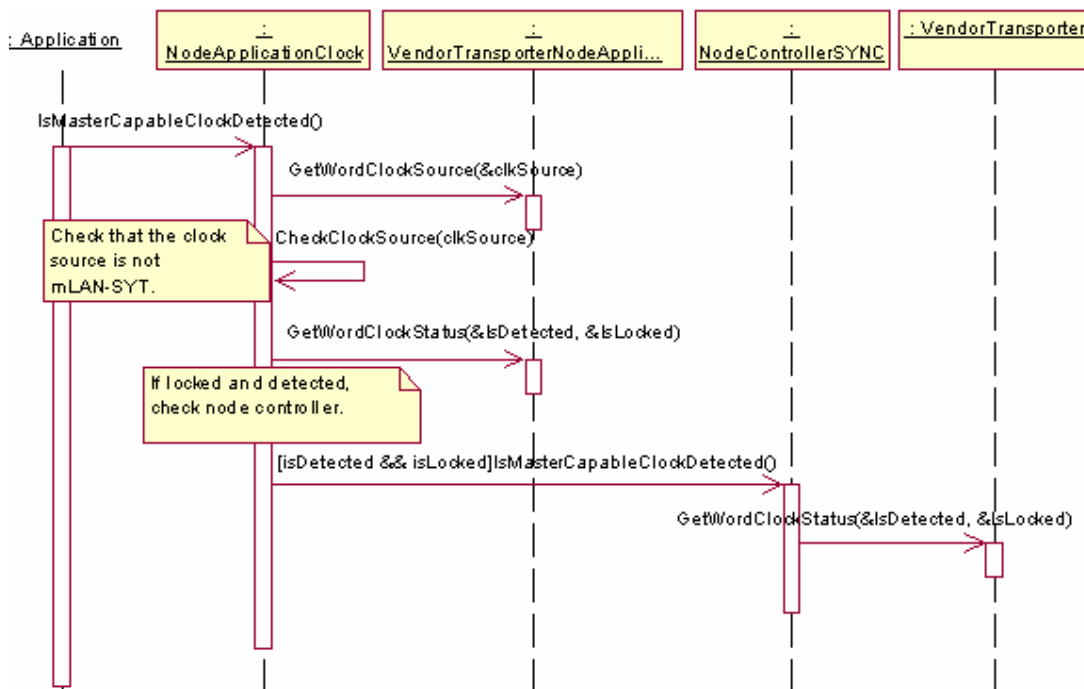 : Application
:
NodeApplicationClock
:
VendorTransporterNodeAppli...
:
NodeControllerSYNC
: VendorTransporter
IsMasterCapableClockDetected()
GetWordClockSource(&clkSource)
Check that the clock
source is not
mLAN-SYT.
CheckClockSource(clkSource)
GetWordClockStatus(&IsDetected, &IsLocked)
If locked and detected,
check node controller.
[isDetected && isLocked]IsMasterCapableClockDetected()
GetWordClockStatus(&IsDetected, &IsLocked)